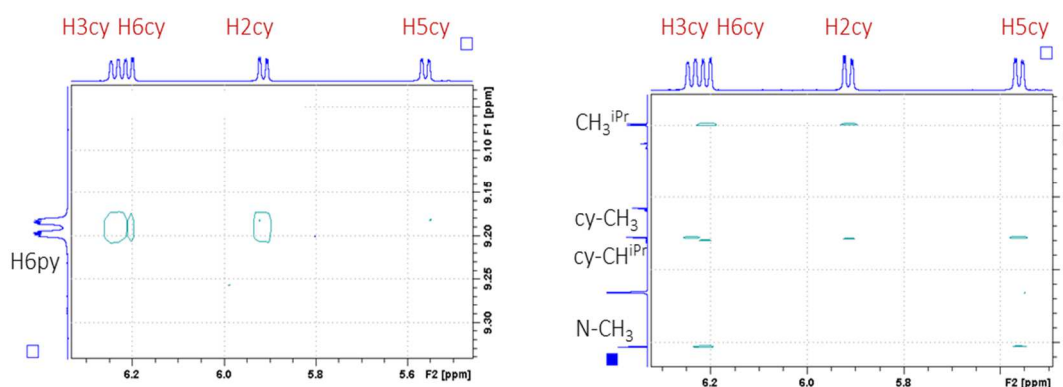 H3cy H6cy H2cy H5cy
9.10
9.15
9.20
9.25
9.30
F1 [ppm]
H6py
6.2 6.0 5.8 5.6 F2 [ppm]
H3cy H6cy H2cy H5cy
CH₃ⁱᴾʳ
cy-CH₃
cy-CHⁱᴾʳ
N-CH₃
6.2 6.0 5.8 F2 [ppm]